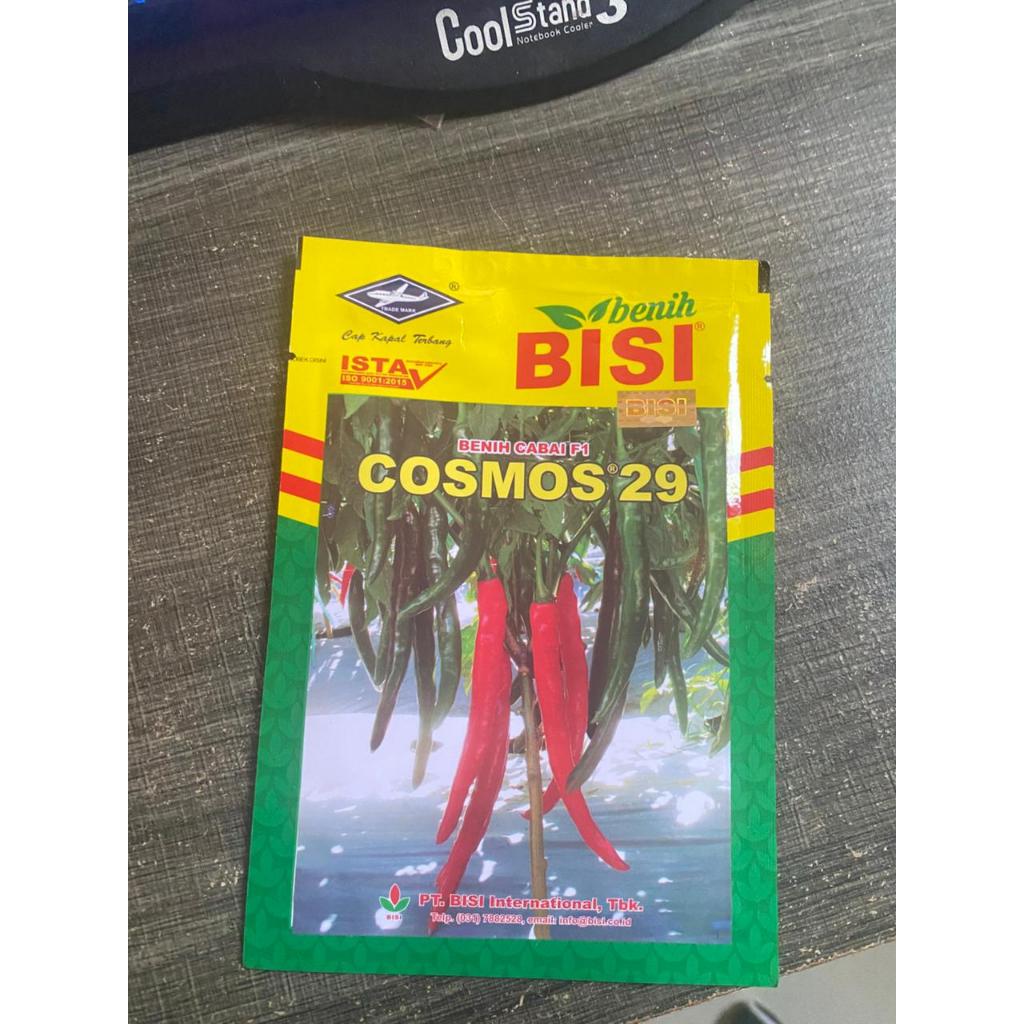 CoolStand 3
Notebook Cooler
TRADE MARK
®
Cap Kapal Terbang
benih
BISI®
ISTA
ISO 9001:2015
BISI
BENIH CABAI F1
COSMOS® 29
BISI
PT. BISI International, Tbk.
Telp. (031) 7882528, email: info@bisi.co.id